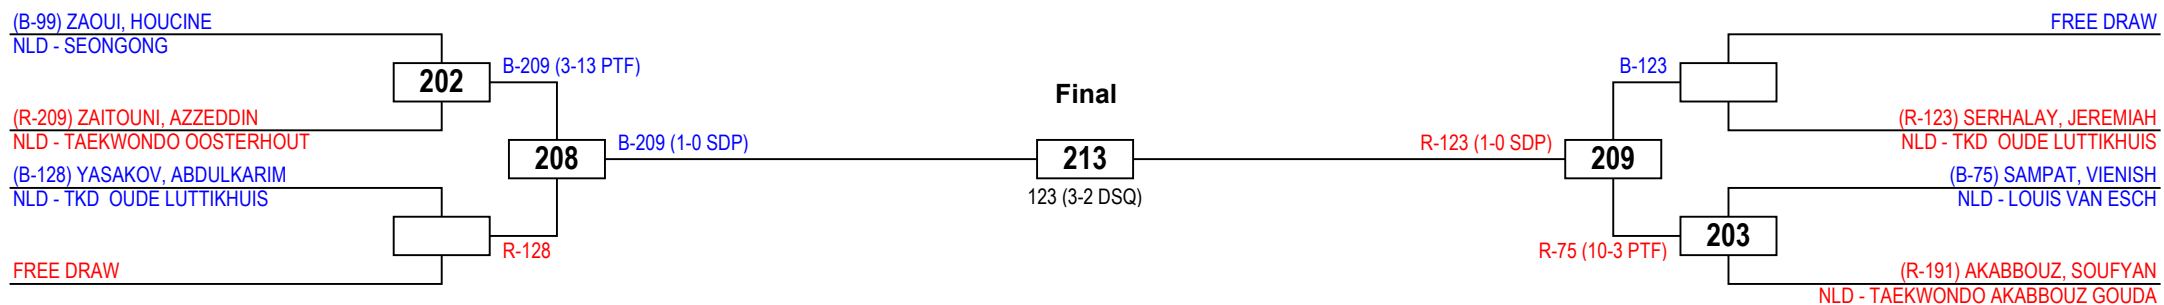 (B-99) ZAOUI, HOUCINE
NLD - SEONGONG
202
B-209 (3-13 PTF)
(R-209) ZAITOUNI, AZZEDDIN
NLD - TAEKWONDO OOSTERHOUT
208
B-209 (1-0 SDP)
(B-128) YASAKOV, ABDULKARIM
NLD - TKD  OUDE LUTTIKHUIS
R-128
FREE DRAW
Final
213
123 (3-2 DSQ)
FREE DRAW
B-123
(R-123) SERHALAY, JEREMIAH
NLD - TKD  OUDE LUTTIKHUIS
R-123 (1-0 SDP)
209
(B-75) SAMPAT, VIENISH
NLD - LOUIS VAN ESCH
203
R-75 (10-3 PTF)
(R-191) AKABBOUZ, SOUFYAN
NLD - TAEKWONDO AKABBOUZ GOUDA